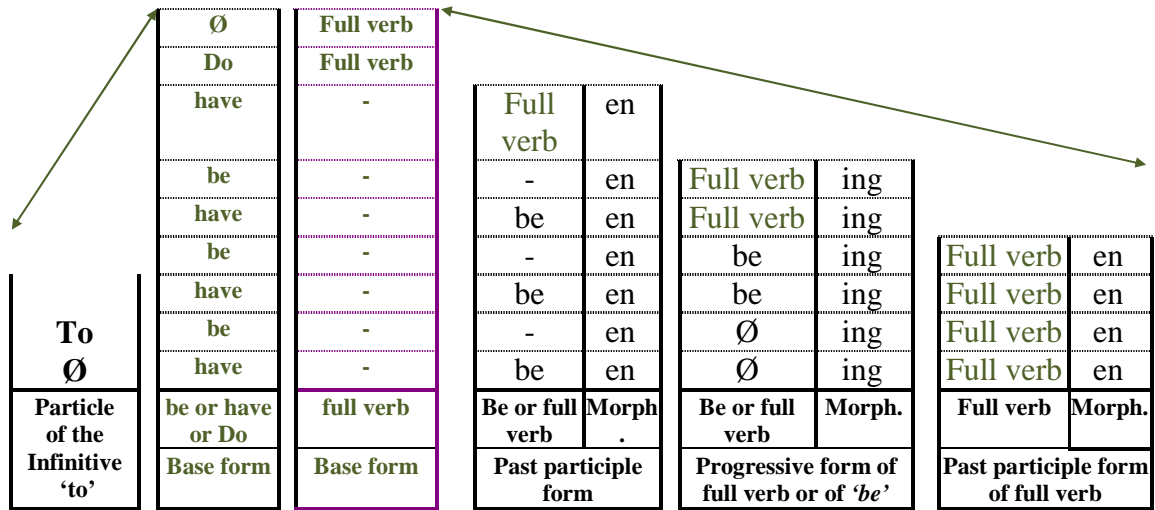 Ø Full verb
Do Full verb
have - Full verb en
be - - en Full verb ing
have - be en Full verb ing
be - - en be ing Full verb en
have - be en be ing Full verb en
To be - - en Ø ing Full verb en
Ø have - be en Ø ing Full verb en
Particle of the Infinitive ‘to’
be or have or Do
Base form
full verb
Base form
Be or full verb
Morph.
Past participle form
Be or full verb
Morph.
Progressive form of full verb or of ‘be’
Full verb
Morph.
Past participle form of full verb